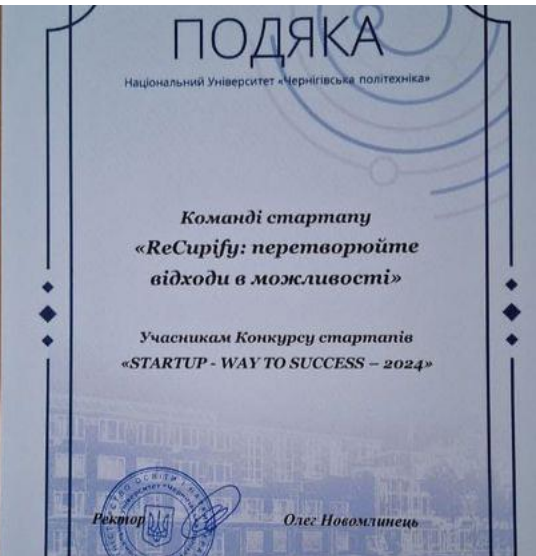 ПОДЯКА
Національний Університет «Чернігівська політехніка»
Команді стартапу
«ReCupify: перетворюйте
відходи в можливості»
Учасникам Конкурсу стартапів
«STARTUP - WAY TO SUCCESS – 2024»
Ректор
Олег Новомлинець